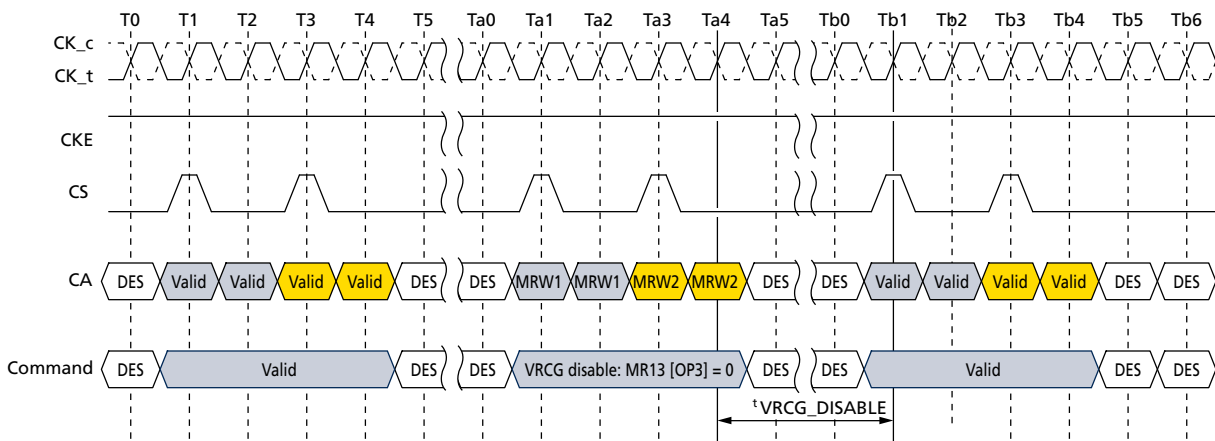 T0 T1 T2 T3 T4 T5 Ta0 Ta1 Ta2 Ta3 Ta4 Ta5 Tb0 Tb1 Tb2 Tb3 Tb4 Tb5 Tb6
CK_c
CK_t
CKE
CS
CA DES Valid Valid Valid Valid DES DES MRW1 MRW1 MRW2 MRW2 DES DES Valid Valid Valid Valid DES DES
Command DES Valid DES DES VRCG disable: MR13 [OP3] = 0 DES DES Valid DES DES
tVRCG_DISABLE